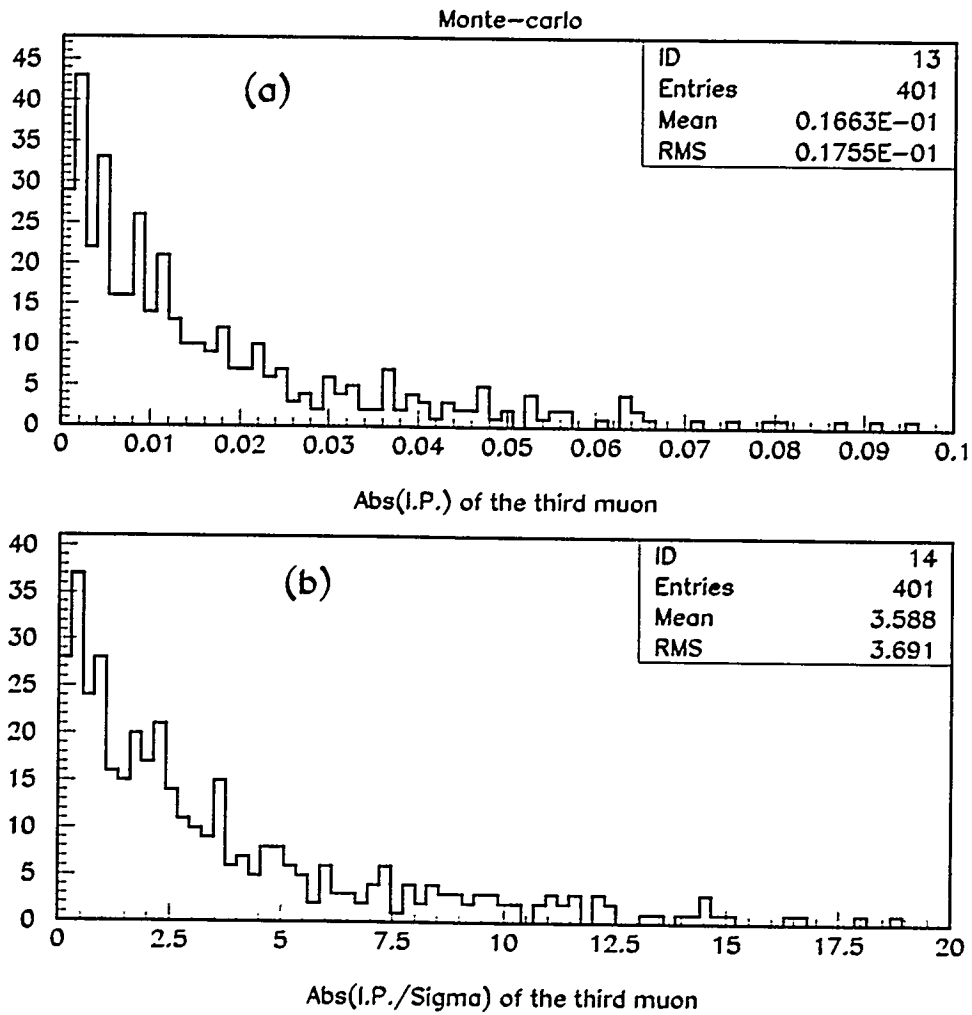 Monte-carlo
(a)
ID 13
Entries 401
Mean 0.1663E-01
RMS 0.1755E-01
45
40
35
30
25
20
15
10
5
0
0 0.01 0.02 0.03 0.04 0.05 0.06 0.07 0.08 0.09 0.1
Abs(I.P.) of the third muon
(b)
ID 14
Entries 401
Mean 3.588
RMS 3.691
40
35
30
25
20
15
10
5
0
0 2.5 5 7.5 10 12.5 15 17.5 20
Abs(I.P./Sigma) of the third muon